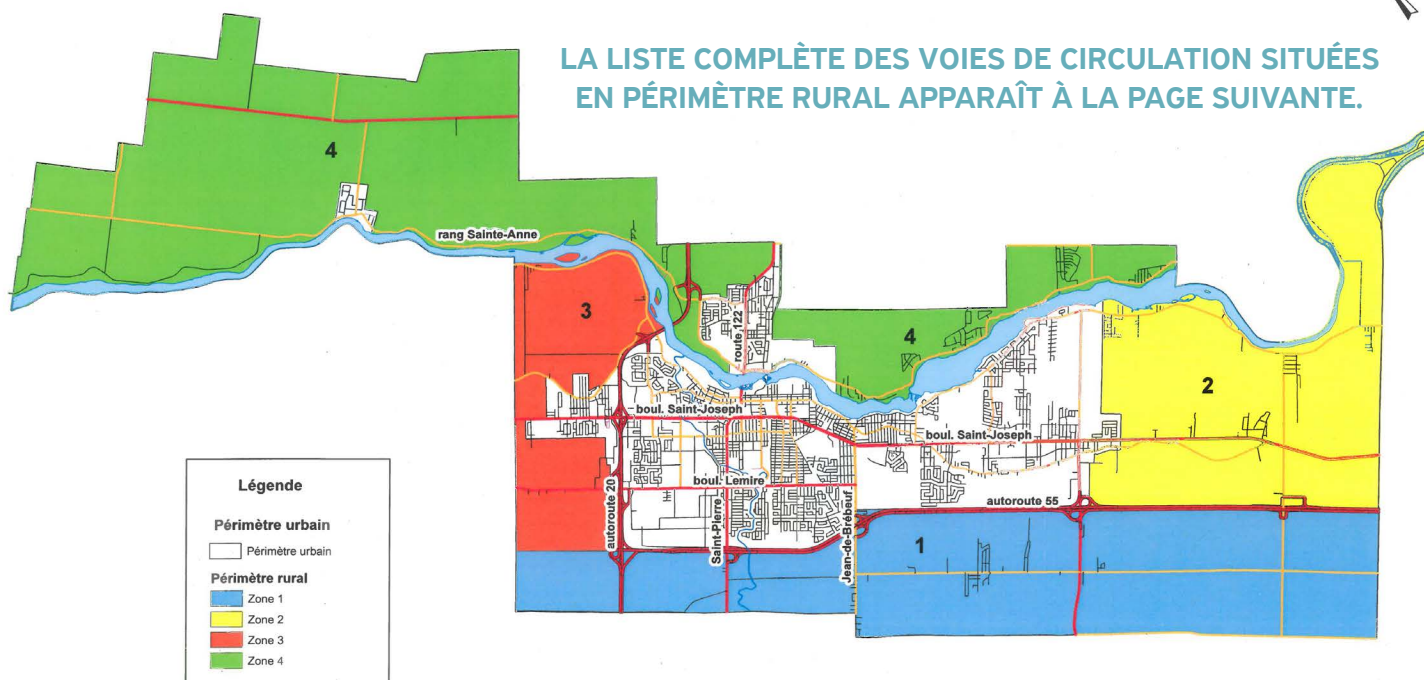 LA LISTE COMPLÈTE DES VOIES DE CIRCULATION SITUÉES
EN PÉRIMÈTRE RURAL APPARAÎT À LA PAGE SUIVANTE.
4
rang Sainte-Anne
3
route 122
4
2
boul. Saint-Joseph
boul. Saint-Joseph
boul. Lemire
autoroute 20
Saint-Pierre
Jean-de-Brébeuf
autoroute 55
1
Légende
Périmètre urbain
Périmètre urbain
Périmètre rural
Zone 1
Zone 2
Zone 3
Zone 4